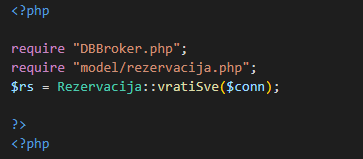 <?php
require "DBBroker.php";
require "model/rezervacija.php";
$rs = Rezervacija::vratiSve($conn);
?>
<?php